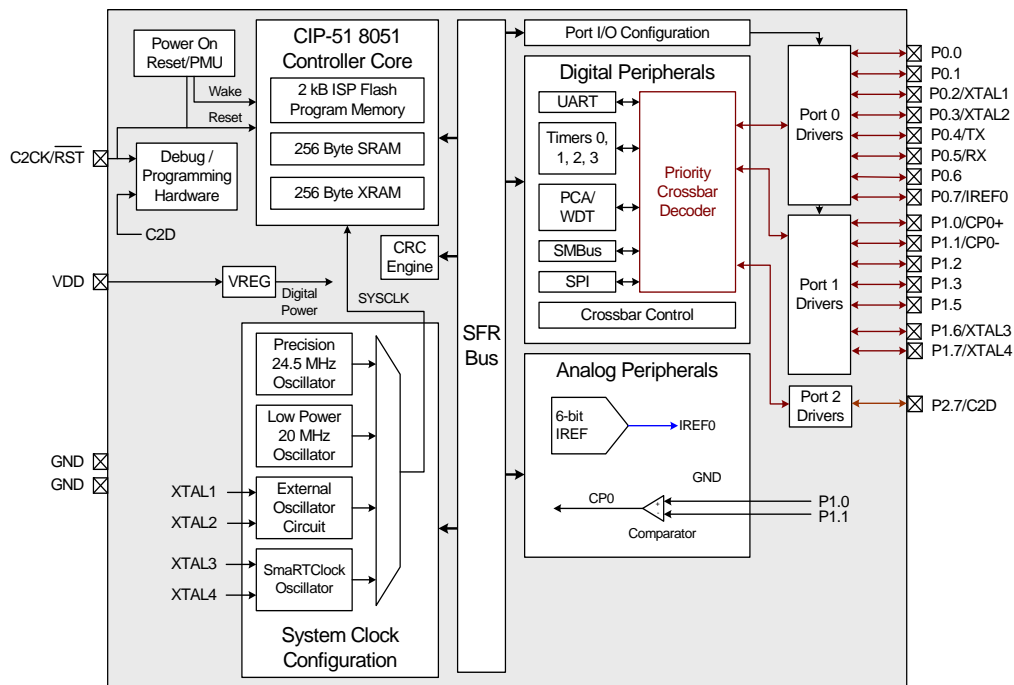 Power On
Reset/PMU
Wake
Reset
C2CK/RST
Debug /
Programming
Hardware
C2D
VDD
VREG
Digital
Power
CIP-51 8051
Controller Core
2 kB ISP Flash
Program Memory
256 Byte SRAM
256 Byte XRAM
CRC
Engine
SYSCLK
Precision
24.5 MHz
Oscillator
Low Power
20 MHz
Oscillator
External
Oscillator
Circuit
SmaRTClock
Oscillator
System Clock
Configuration
GND
GND
XTAL1
XTAL2
XTAL3
XTAL4
SFR
Bus
Port I/O Configuration
Digital Peripherals
UART
Timers 0,
1, 2, 3
PCA/
WDT
SMBus
SPI
Priority
Crossbar
Decoder
Crossbar Control
Analog Peripherals
6-bit
IREF
IREF0
GND
CP0
+
-
Comparator
P1.0
P1.1
Port 0
Drivers
Port 1
Drivers
Port 2
Drivers
P0.0
P0.1
P0.2/XTAL1
P0.3/XTAL2
P0.4/TX
P0.5/RX
P0.6
P0.7/IREF0
P1.0/CP0+
P1.1/CP0-
P1.2
P1.3
P1.5
P1.6/XTAL3
P1.7/XTAL4
P2.7/C2D